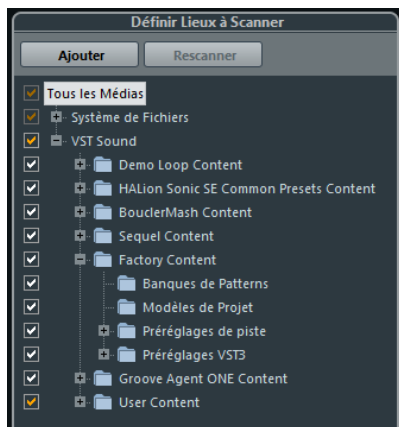 Définir Lieux à Scanner
Ajouter
Rescanner
Tous les Médias
Système de Fichiers
VST Sound
Demo Loop Content
HALion Sonic SE Common Presets Content
BouclerMash Content
Sequel Content
Factory Content
Banques de Patterns
Modèles de Projet
Préréglages de piste
Préréglages VST3
Groove Agent ONE Content
User Content